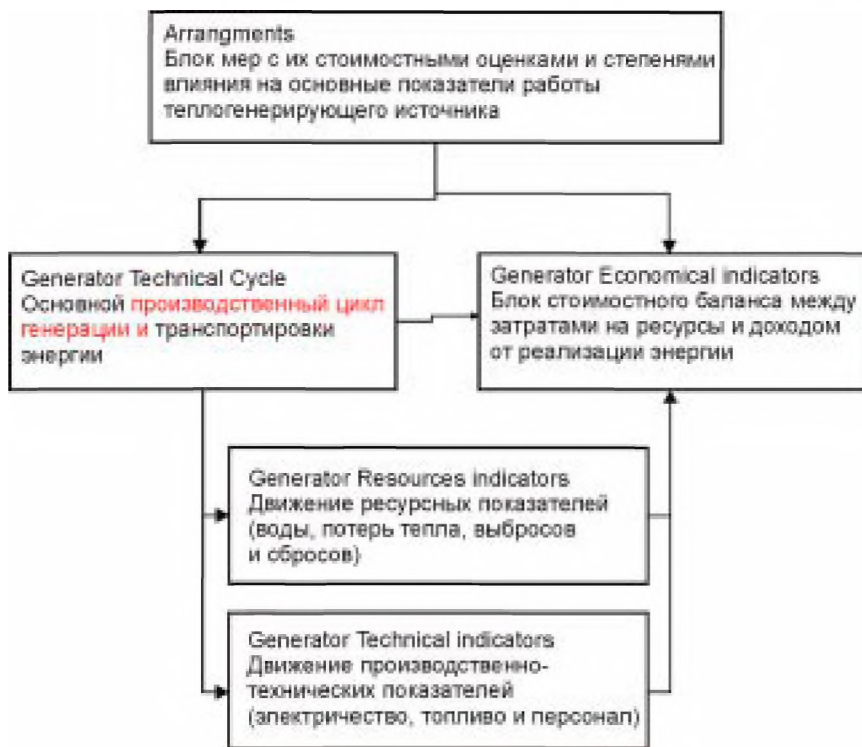 Arrangments
Блок мер с их стоимостными оценками и степенями
влияния на основные показатели работы
теплогенерирующего источника
Generator Technical Cycle
Основной производственный цикл
генерации и транспортировки
энергии
Generator Economical indicators
Блок стоимостного баланса между
затратами на ресурсы и доходом
от реализации энергии
Generator Resources indicators
Движение ресурсных показателей
(воды, потерь тепла, выбросов
и сбросов)
Generator Technical indicators
Движение производственно-
технических показателей
(электричество, топливо и персонал)